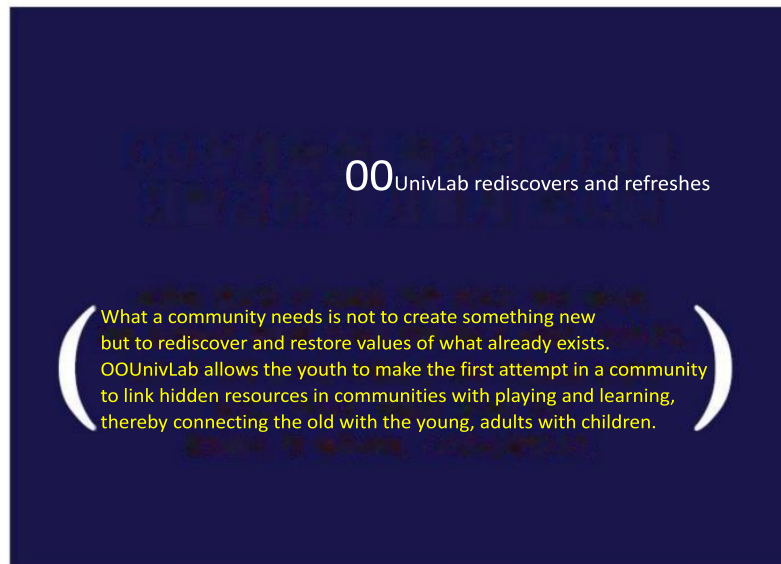 OOUnivLab rediscovers and refreshes
What a community needs is not to create something new
but to rediscover and restore values of what already exists.
OOUnivLab allows the youth to make the first attempt in a community
to link hidden resources in communities with playing and learning,
thereby connecting the old with the young, adults with children.